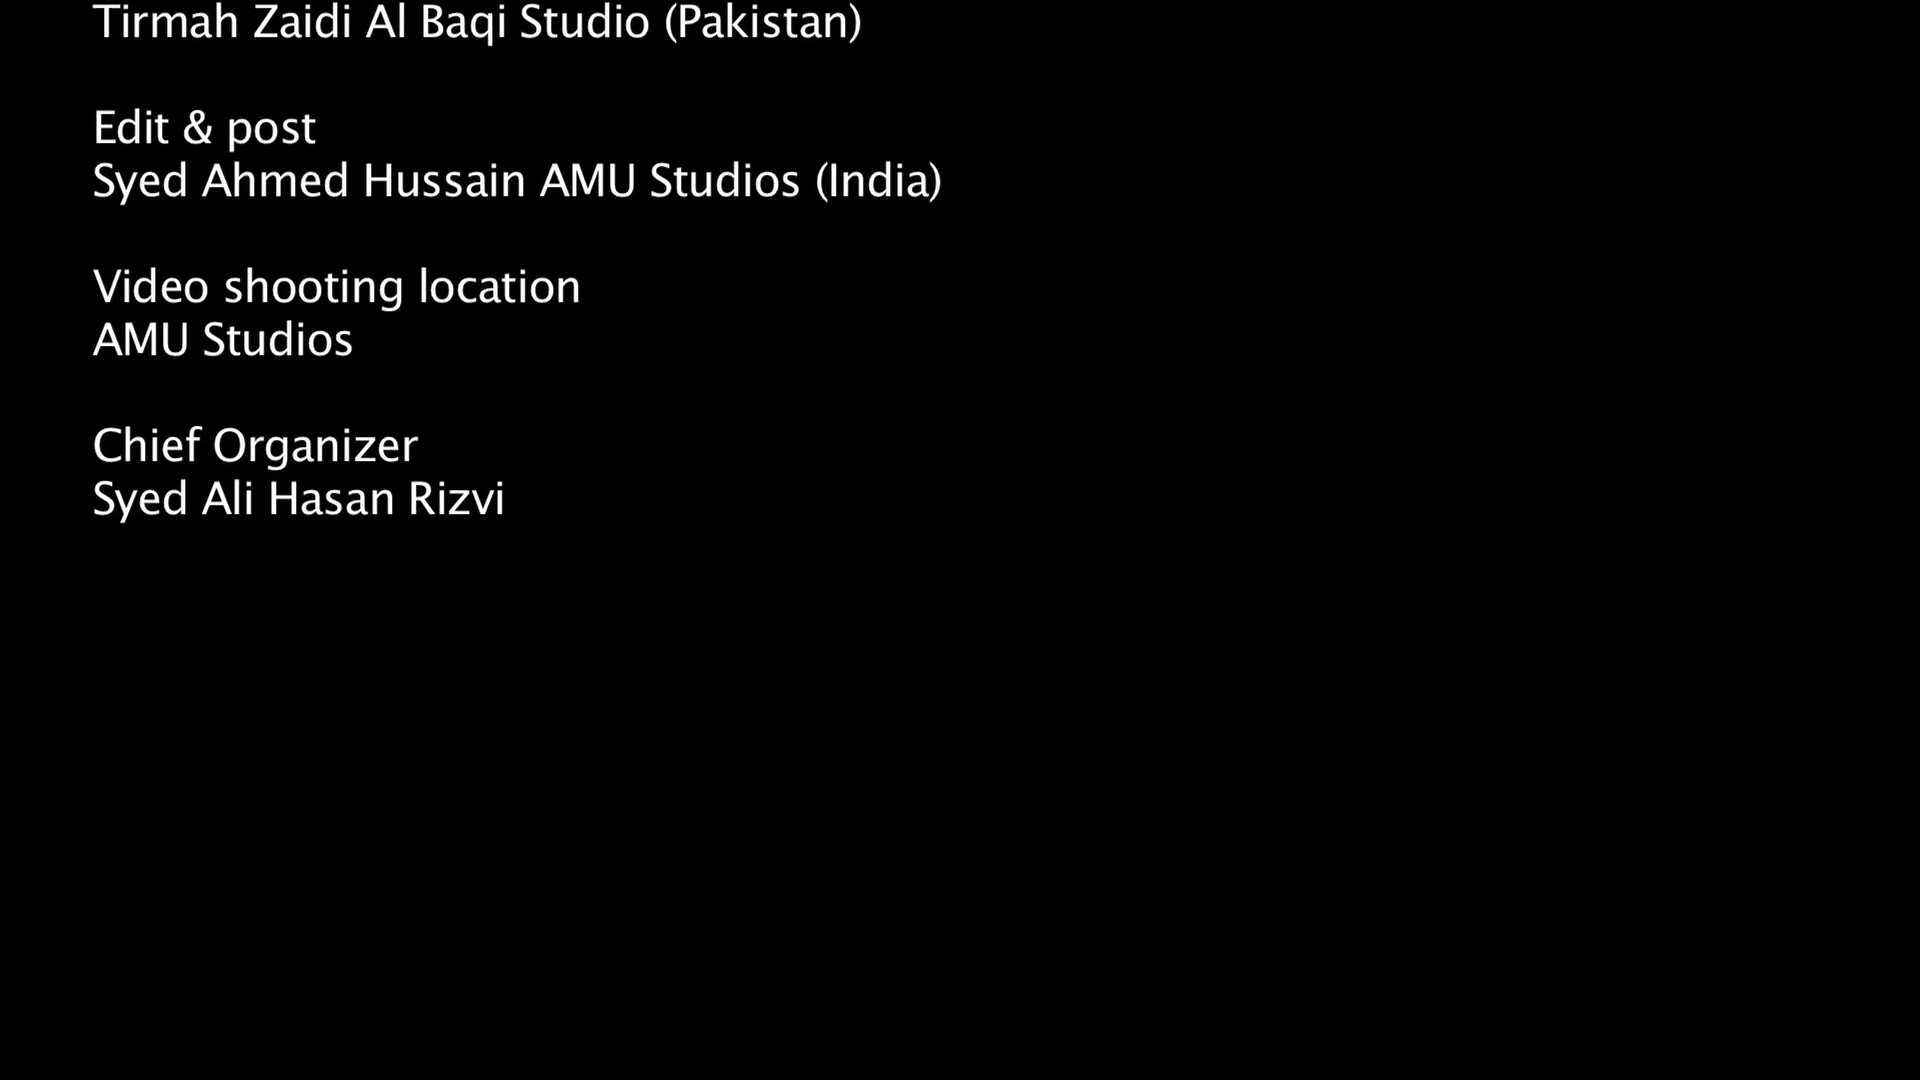 Tirmah Zaidi Al Baqi Studio (Pakistan)
Edit & post
Syed Ahmed Hussain AMU Studios (India)
Video shooting location
AMU Studios
Chief Organizer
Syed Ali Hasan Rizvi